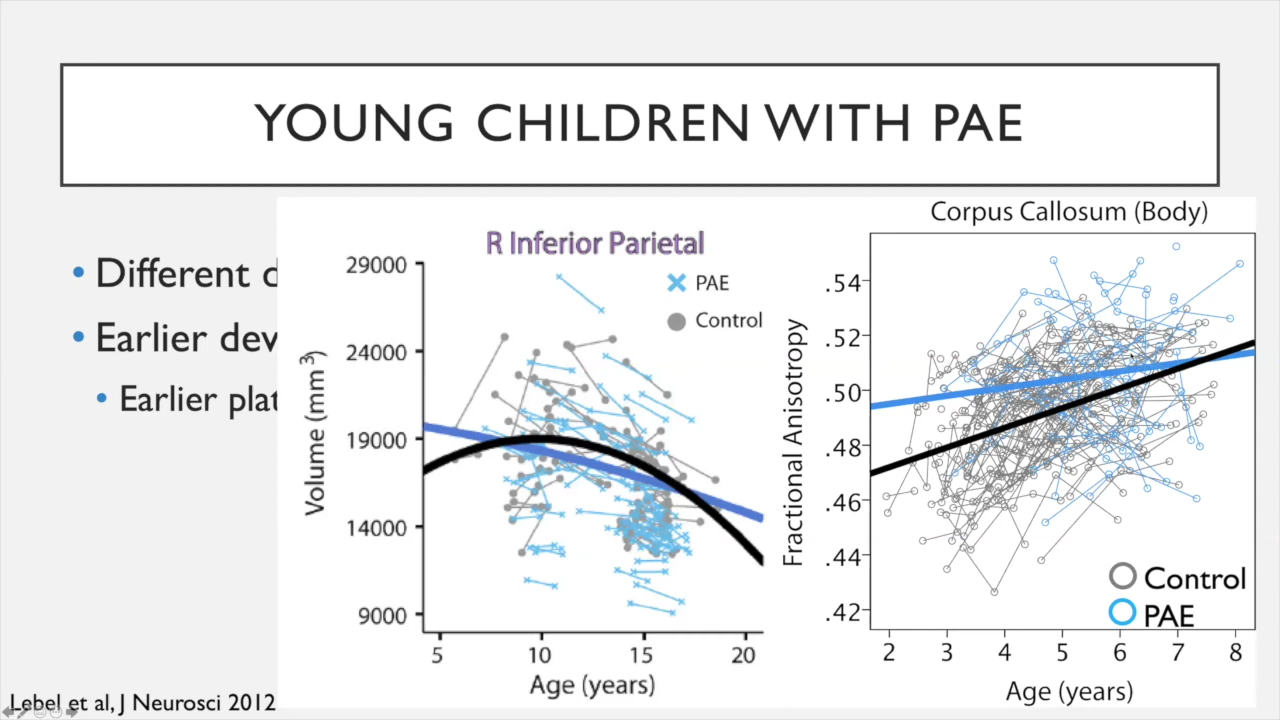 YOUNG CHILDREN WITH PAE
• Different
• Earlier
• Earlier
Lebel et al, J Neurosci 2012
R Inferior Parietal
29000
24000
19000
14000
9000
Volume (mm³)
PAE
Control
5 10 15 20
Age (years)
Corpus Callosum (Body)
.54
.52
.50
.48
.46
.44
.42
Fractional Anisotropy
Control
PAE
2 3 4 5 6 7 8
Age (years)